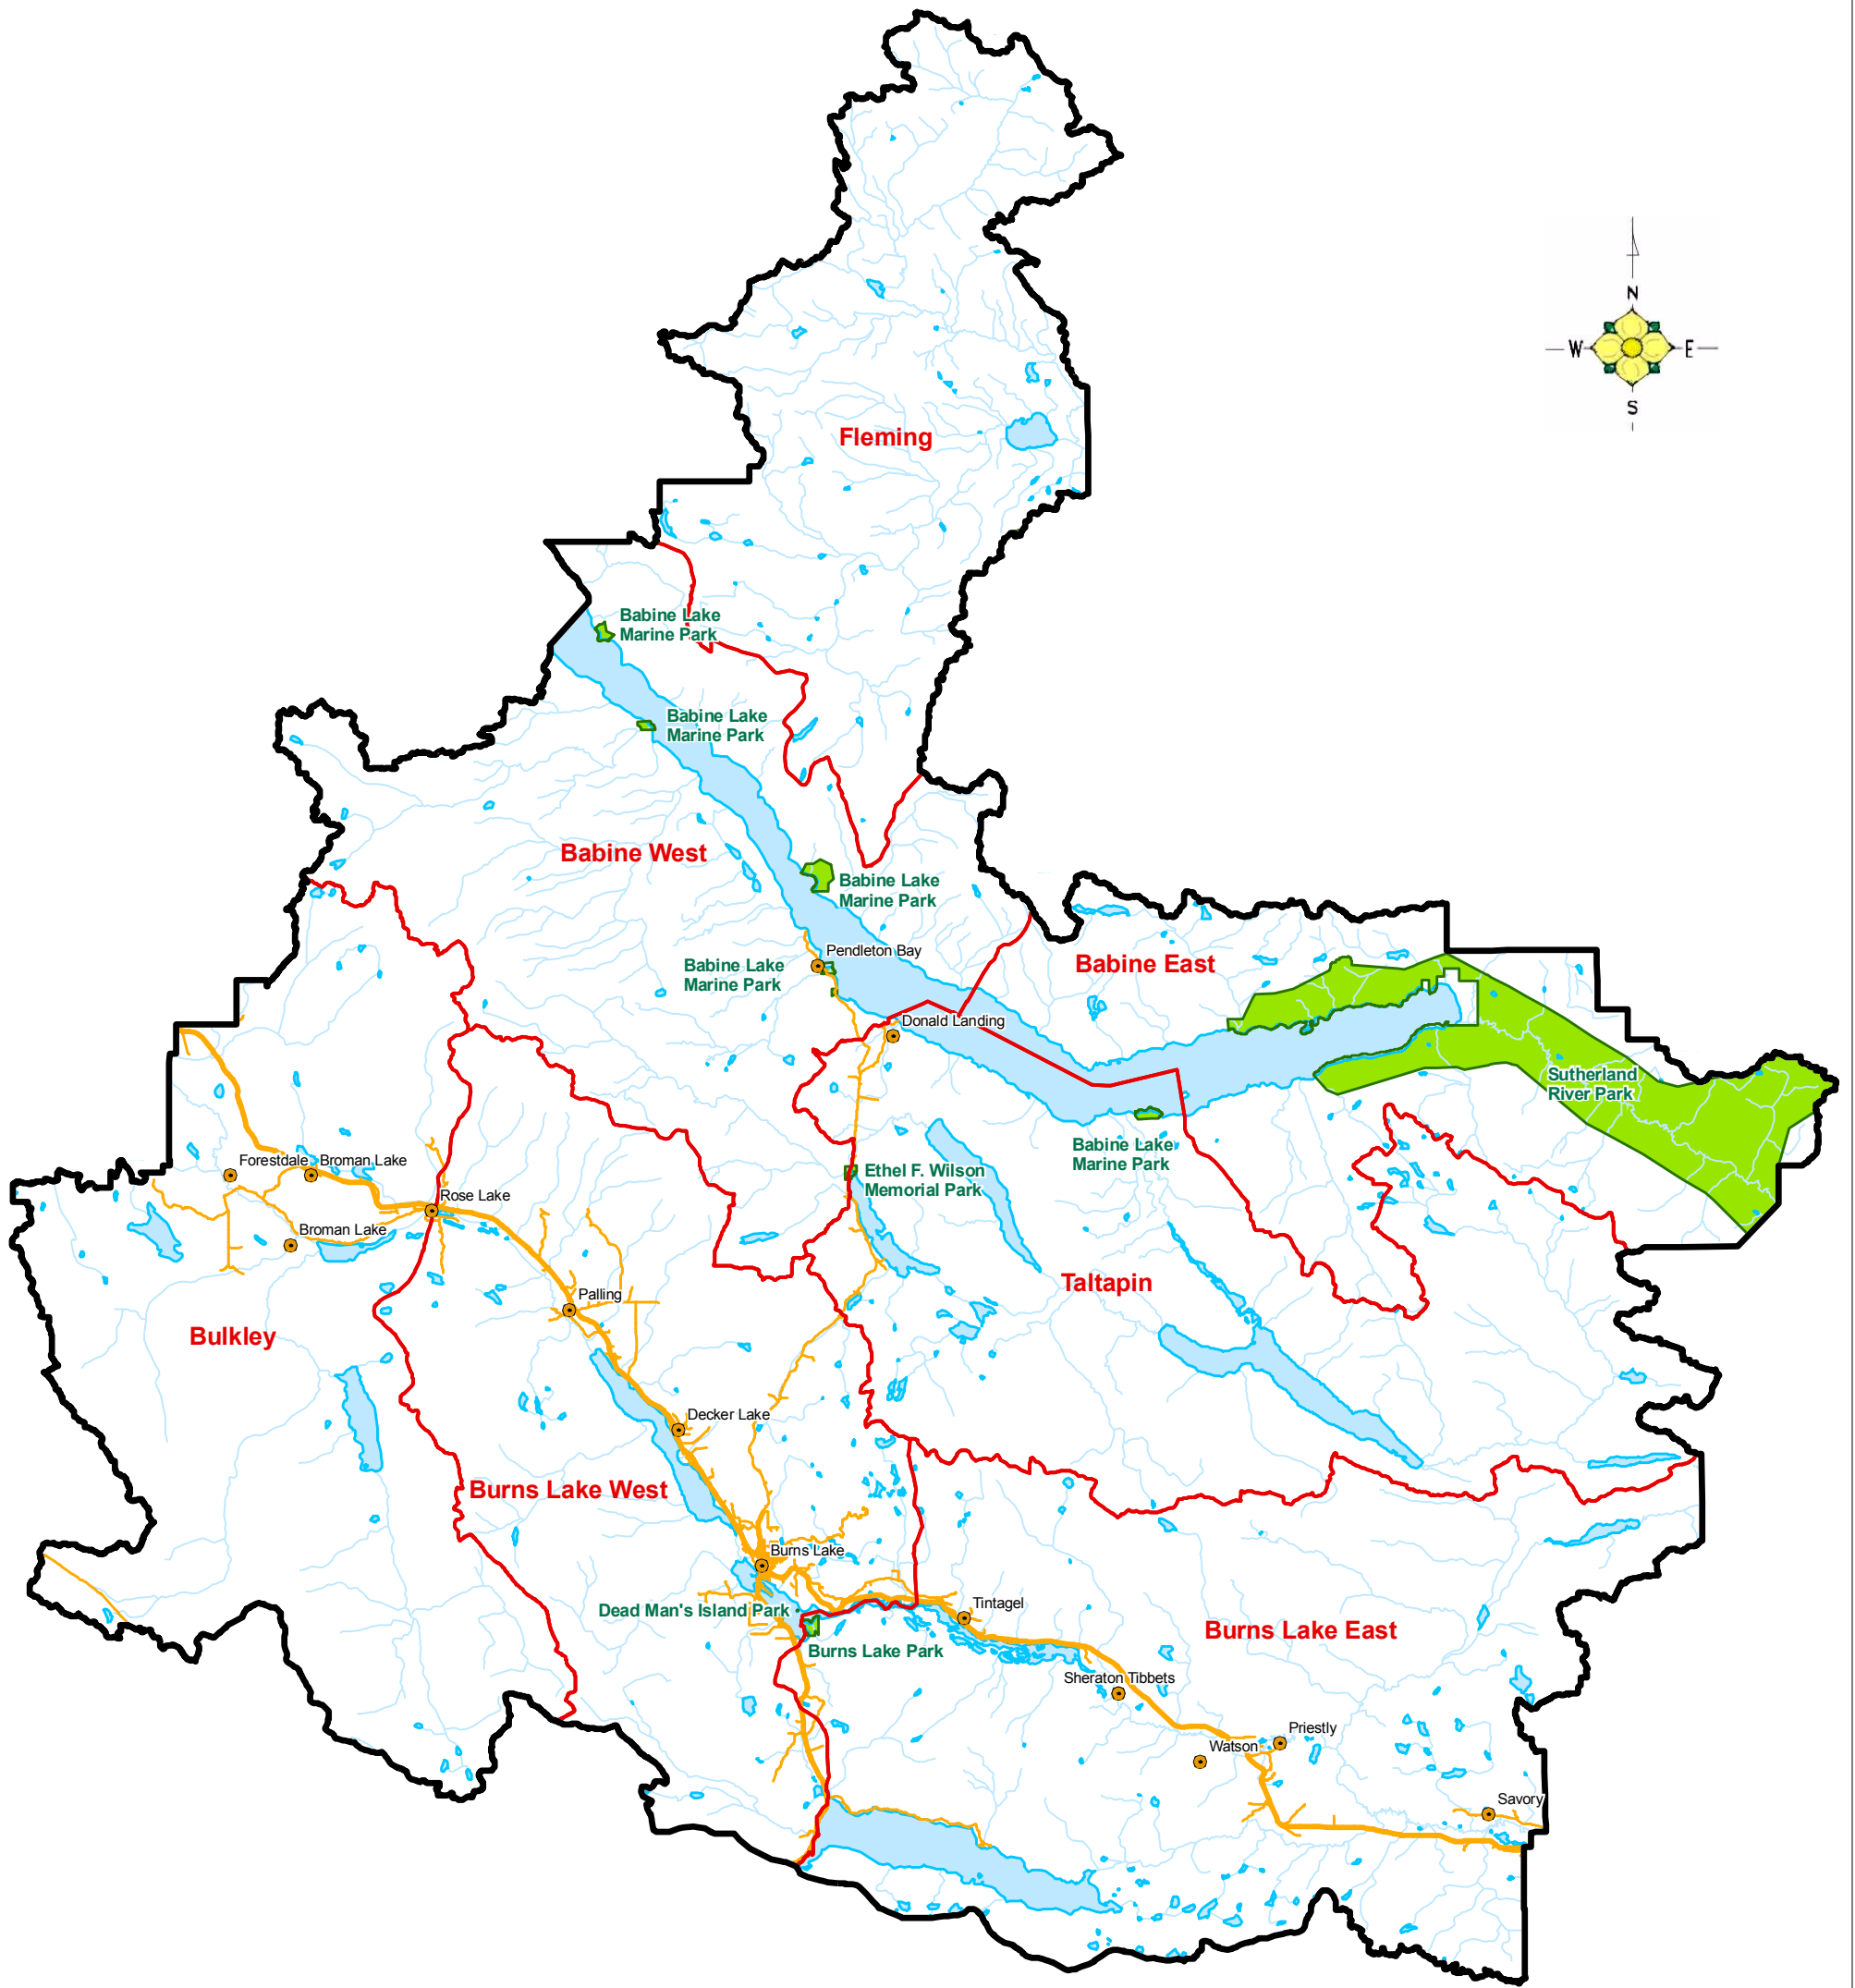 N
W
E
S
Fleming
Babine Lake
Marine Park
Babine Lake
Marine Park
Babine West
Babine Lake
Marine Park
Pendleton Bay
Babine Lake
Marine Park
Babine East
Donald Landing
Sutherland
River Park
Babine Lake
Marine Park
Ethel F. Wilson
Memorial Park
Forestdale
Broman Lake
Rose Lake
Broman Lake
Taltapin
Palling
Bulkley
Decker Lake
Burns Lake West
Burns Lake
Dead Man's Island Park
Tintagel
Burns Lake East
Burns Lake Park
Sheraton
Tibbets
Priestly
Watson
Savory